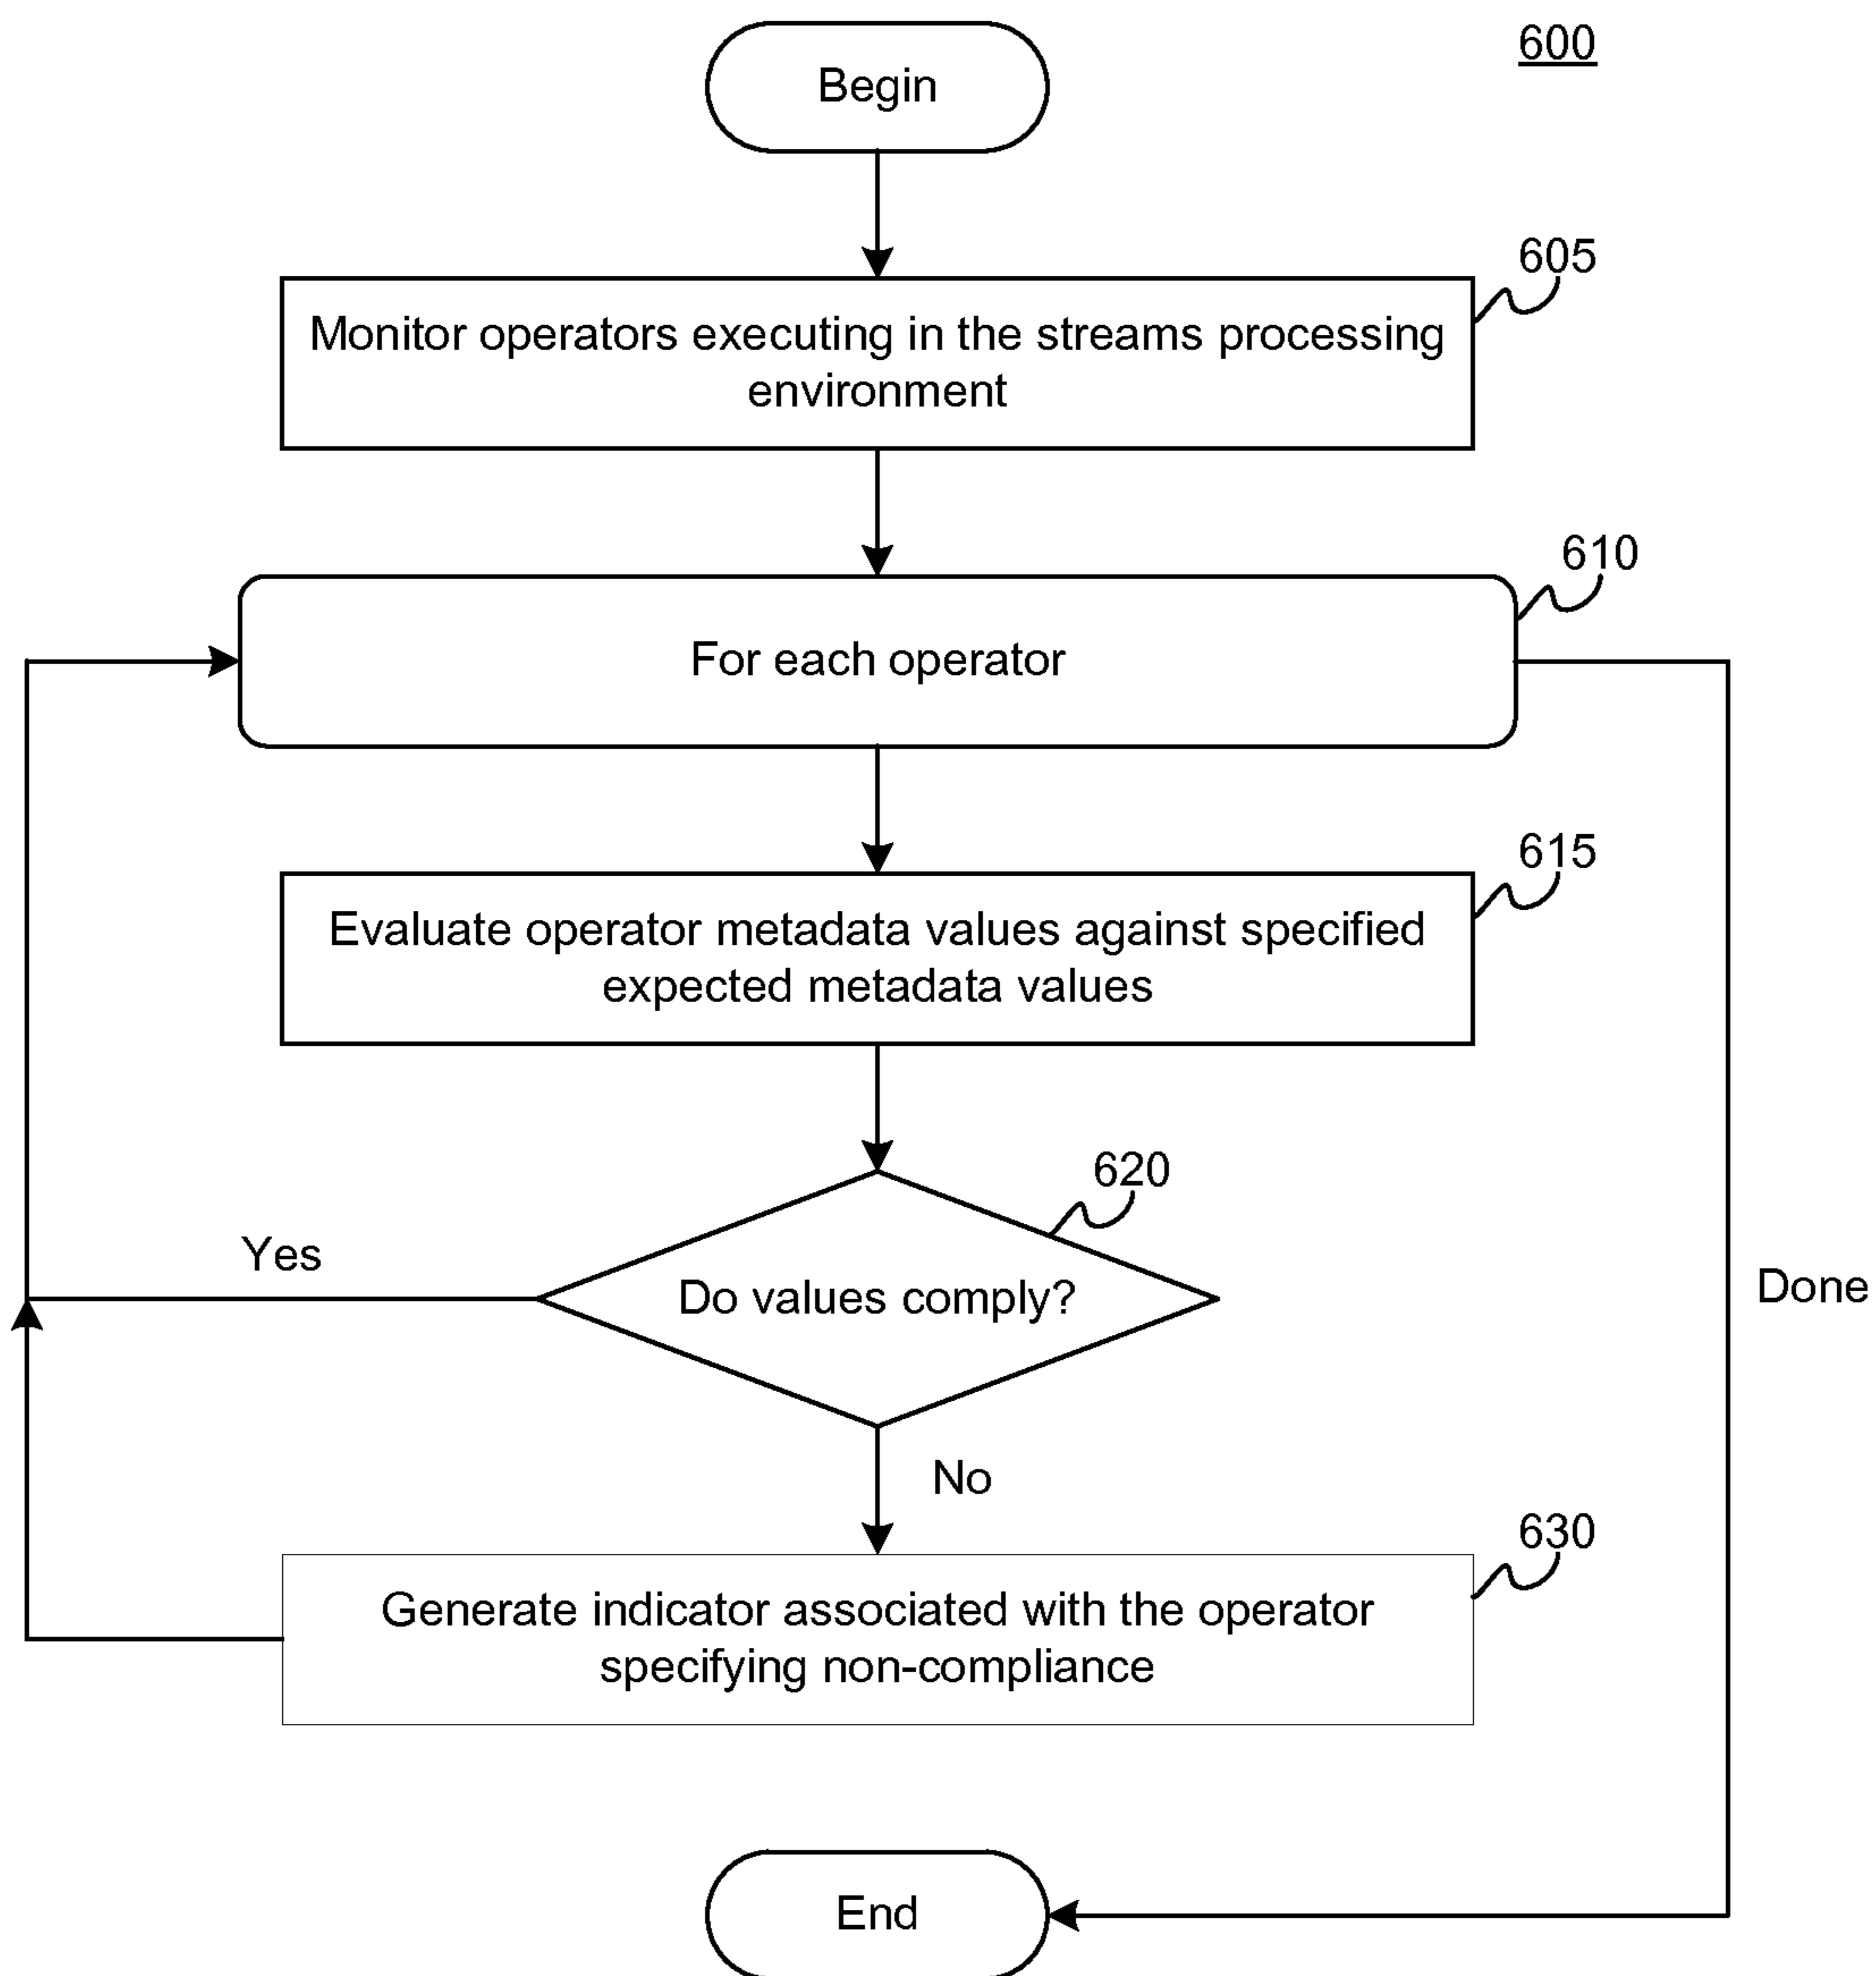 600
Begin
605
Monitor operators executing in the streams processing
environment
610
For each operator
615
Evaluate operator metadata values against specified
expected metadata values
620
Yes
Do values comply?
Done
No
630
Generate indicator associated with the operator
specifying non-compliance
End